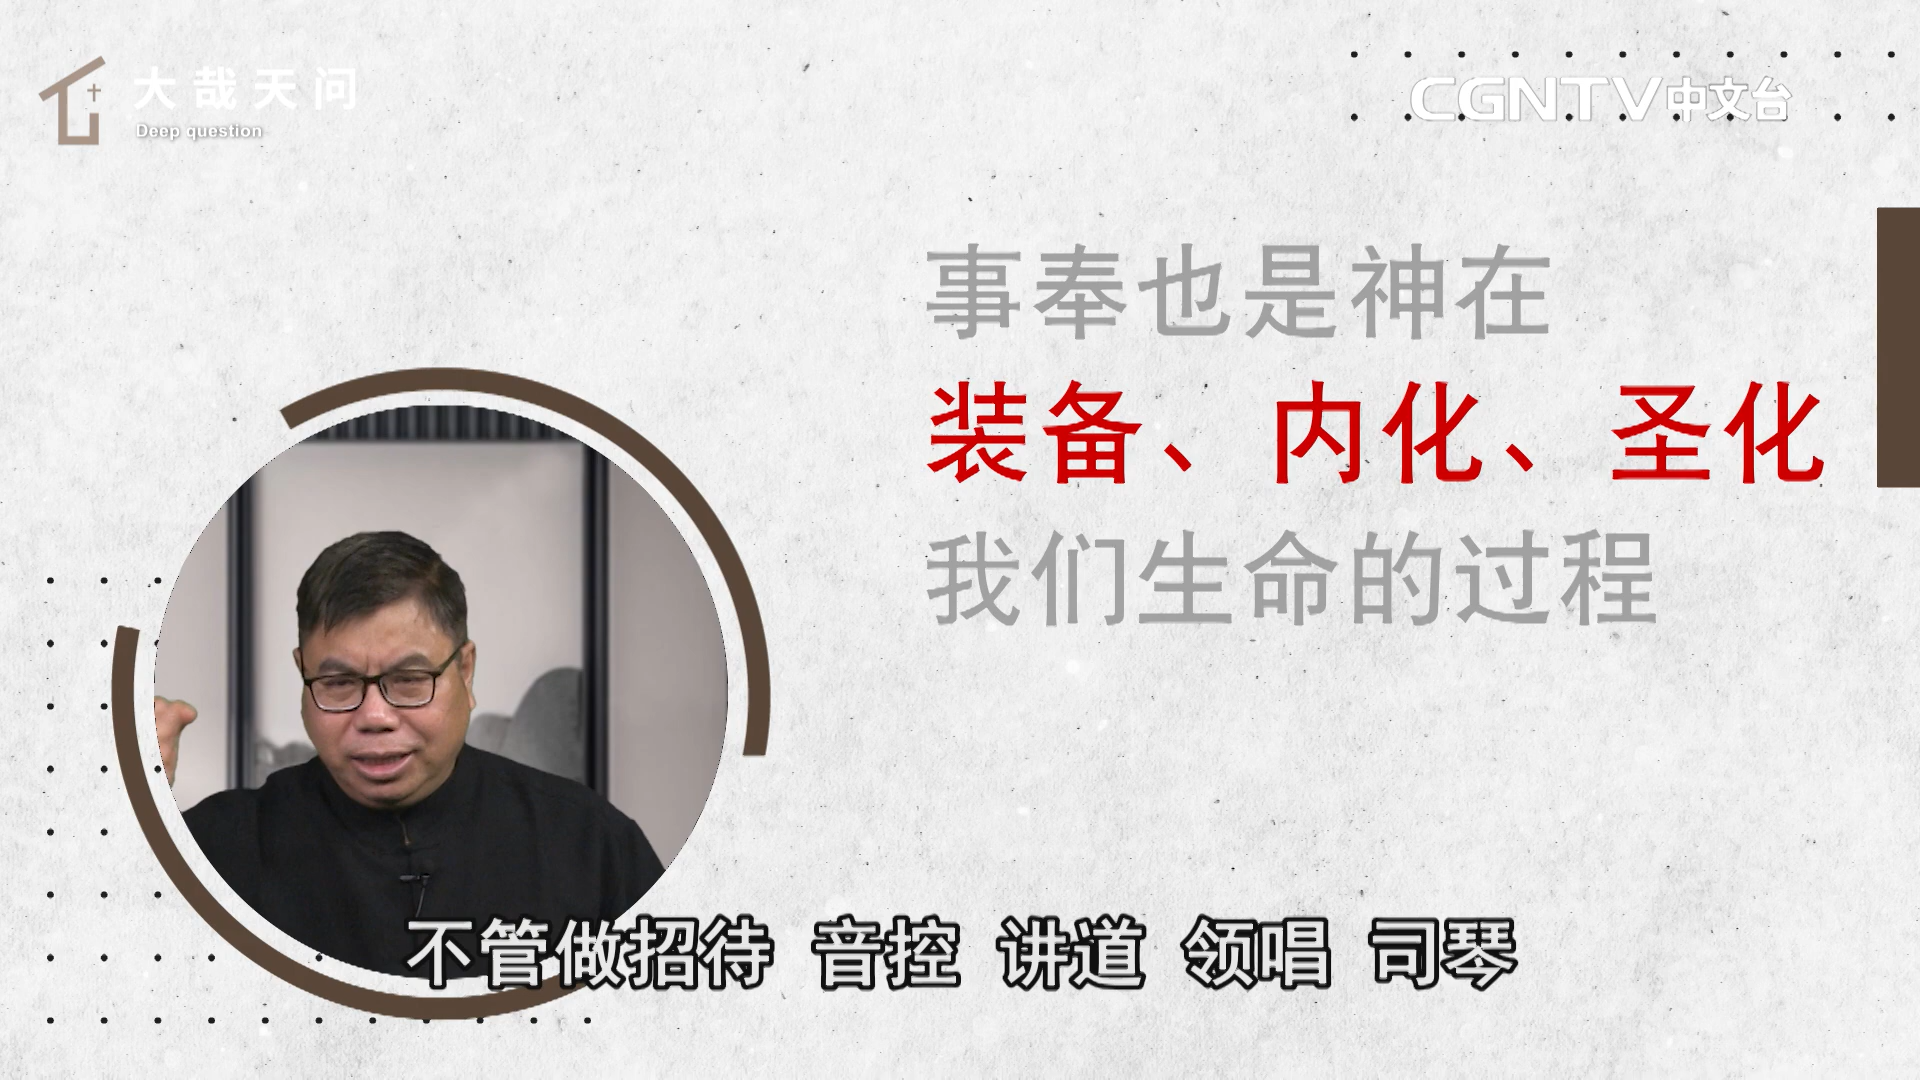 大哉天问
Deep question
CGNTV中文台
事奉也是神在
装备、内化、圣化
我们生命的过程
不管做招待 音控 讲道 领唱 司琴